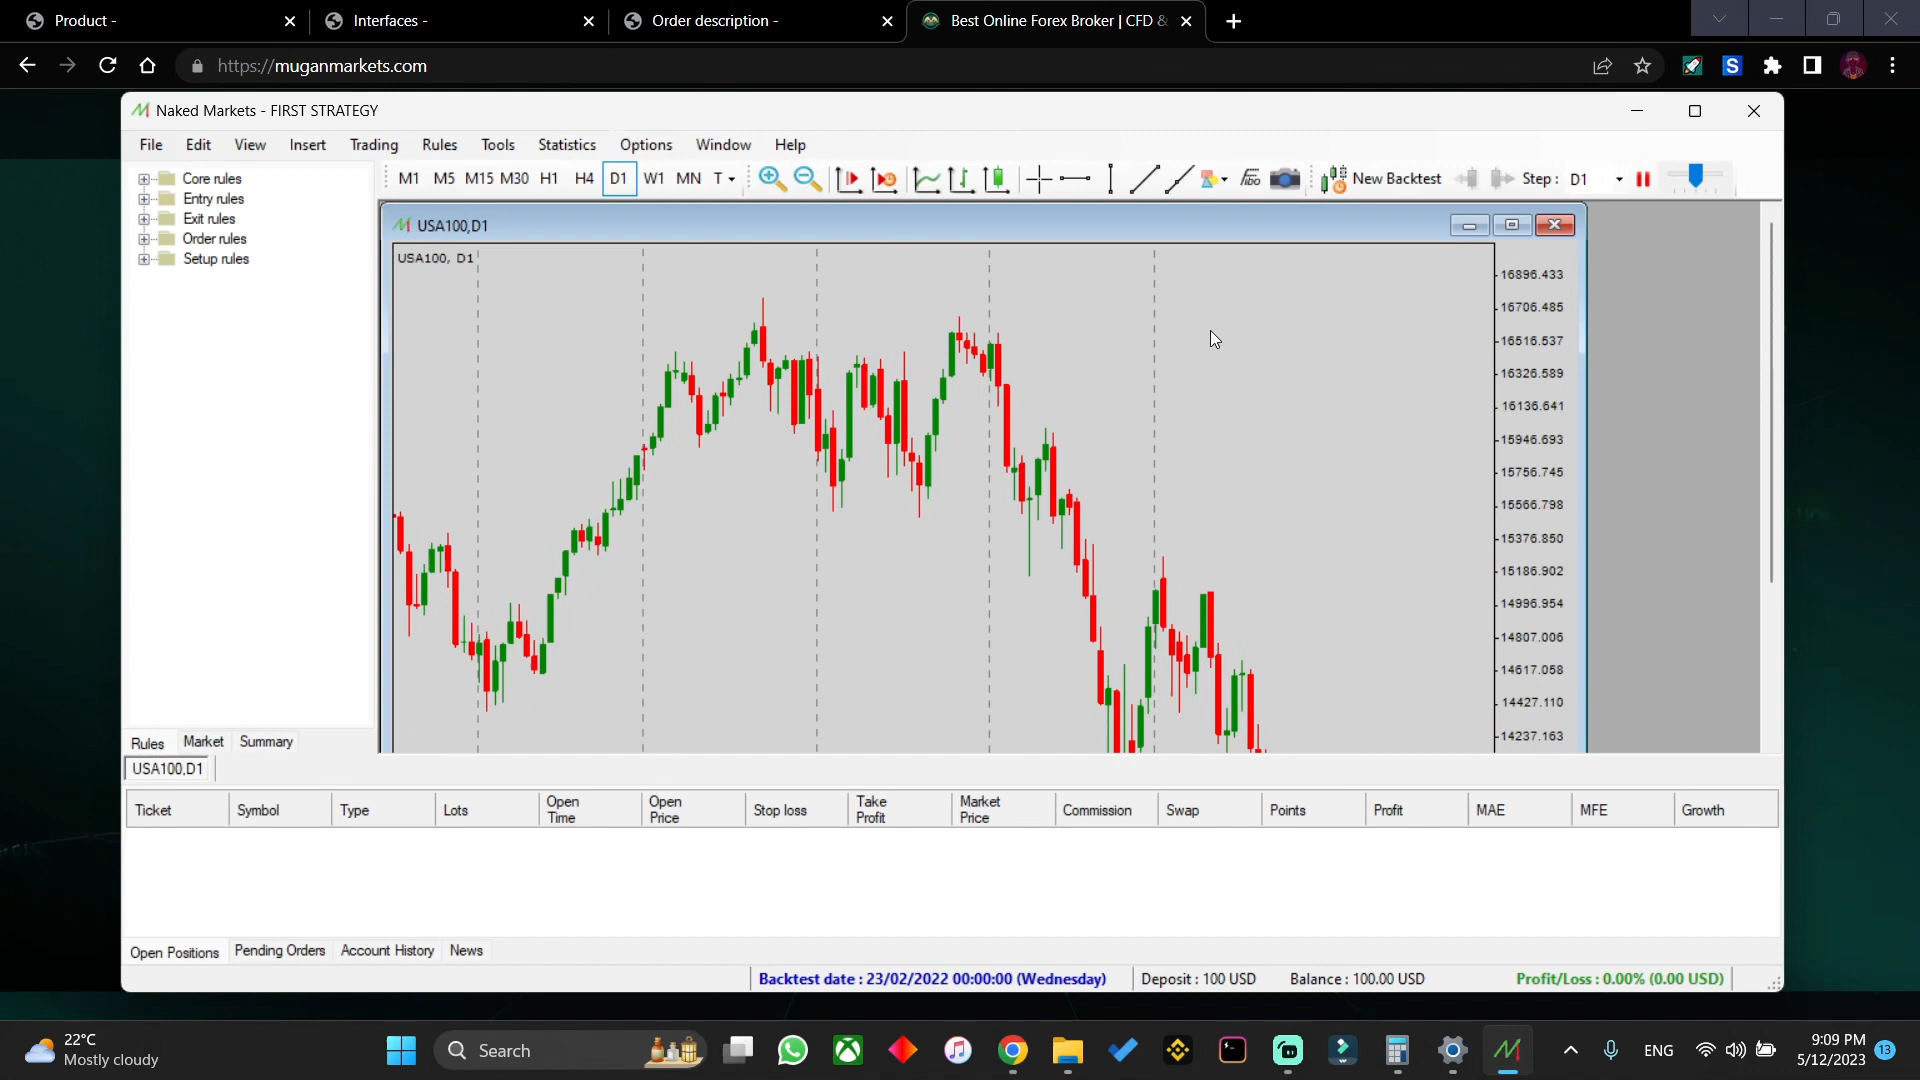 Product -
Interfaces -
Order description -
Best Online Forex Broker | CFD &
https://muganmarkets.com
Naked Markets - FIRST STRATEGY
File Edit View Insert Trading Rules Tools Statistics Options Window Help
M1 M5 M15 M30 H1 H4 D1 W1 MN T New Backtest Step : D1
Core rules
Entry rules
Exit rules
Order rules
Setup rules
USA100,D1
USA100, D1
16896.433
16706.485
16516.537
16326.589
16136.641
15946.693
15756.745
15566.798
15376.850
15186.902
14996.954
14807.006
14617.058
14427.110
14237.163
Rules Market Summary
USA100,D1
Ticket Symbol Type Lots Open Time Open Price Stop loss Take Profit Market Price Commission Swap Points Profit MAE MFE Growth
Open Positions Pending Orders Account History News
Backtest date : 23/02/2022 00:00:00 (Wednesday) Deposit : 100 USD Balance : 100.00 USD Profit/Loss : 0.00% (0.00 USD)
22°C
Mostly cloudy
Search
ENG
9:09 PM
5/12/2023
13